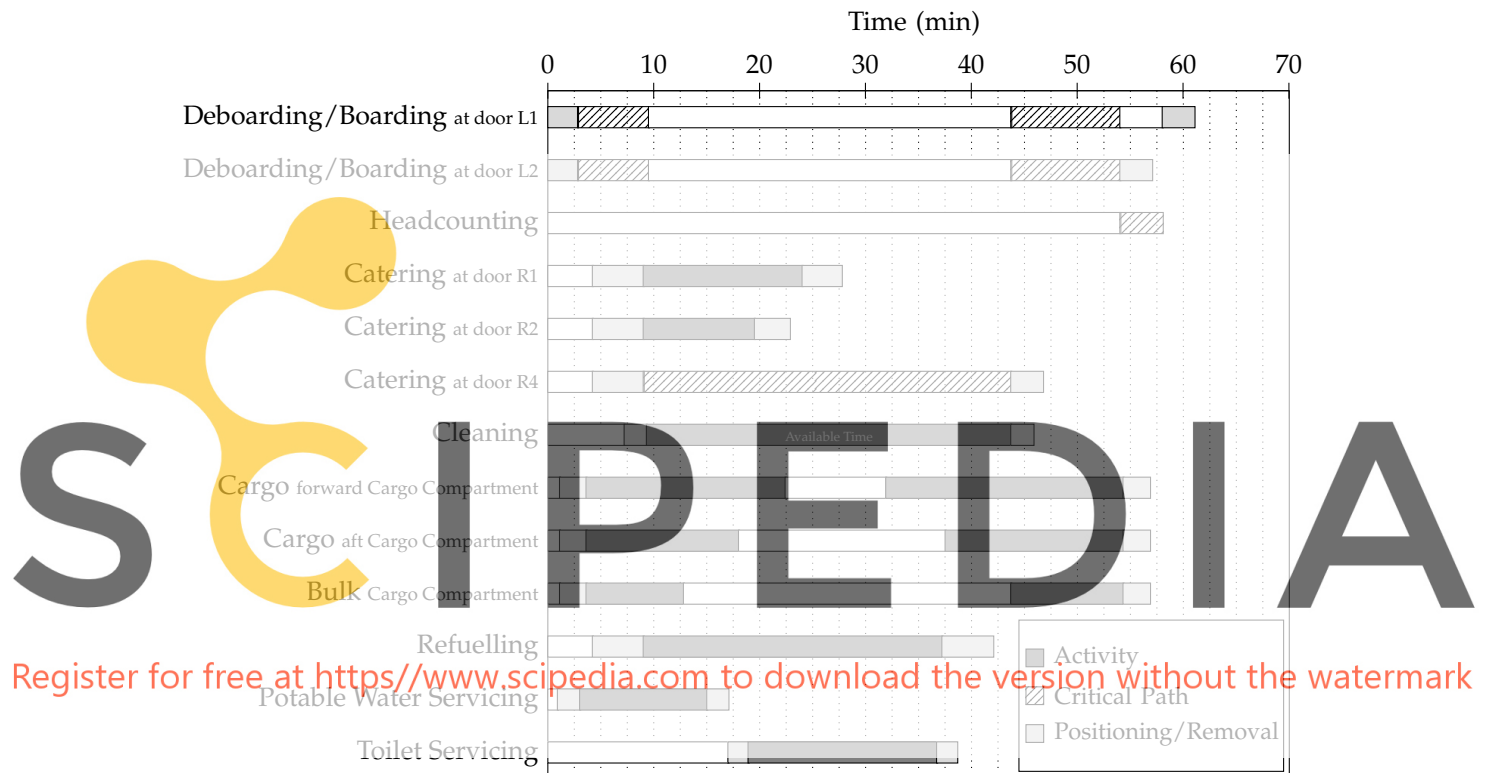 Time (min)
0 10 20 30 40 50 60 70
Deboarding/Boarding at door L1
Deboarding/Boarding at door L2
Headcounting
Catering at door R1
Catering at door R2
Catering at door R4
Cleaning
Available Time
Cargo forward Cargo Compartment
Cargo aft Cargo Compartment
Bulk Cargo Compartment
Refuelling
Potable Water Servicing
Toilet Servicing
Activity
Critical Path
Positioning/Removal
SCIPEDIA
Register for free at https//www.scipedia.com to download the version without the watermark